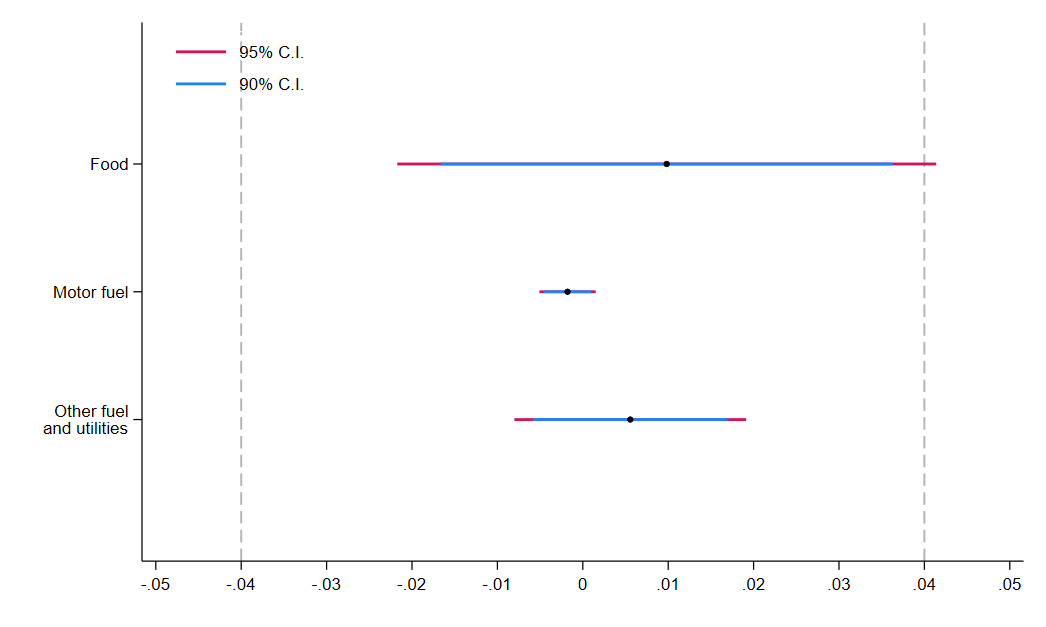 95% C.I.
90% C.I.
Food
Motor fuel
Other fuel
and utilities
-.05 -.04 -.03 -.02 -.01 0 .01 .02 .03 .04 .05